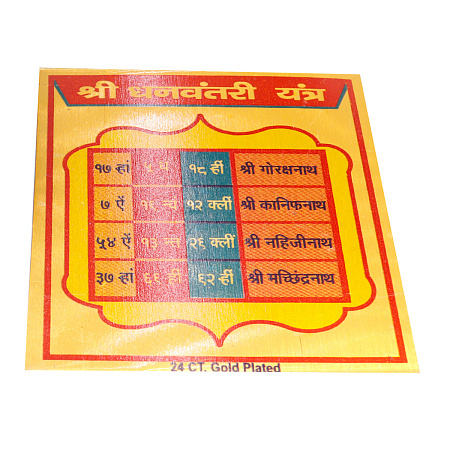 श्री धनवंतरी यंत्र
१७ ह्रां ५ १८ ह्रीं श्री गोरक्षनाथ
७ ऐं १२ क्लीं श्री कानिफनाथ
५४ ऐं २६ क्लीं श्री नहिजीनाथ
३७ ह्रां ६२ ह्रीं श्री मच्छिंद्रनाथ
24 CT. Gold Plated